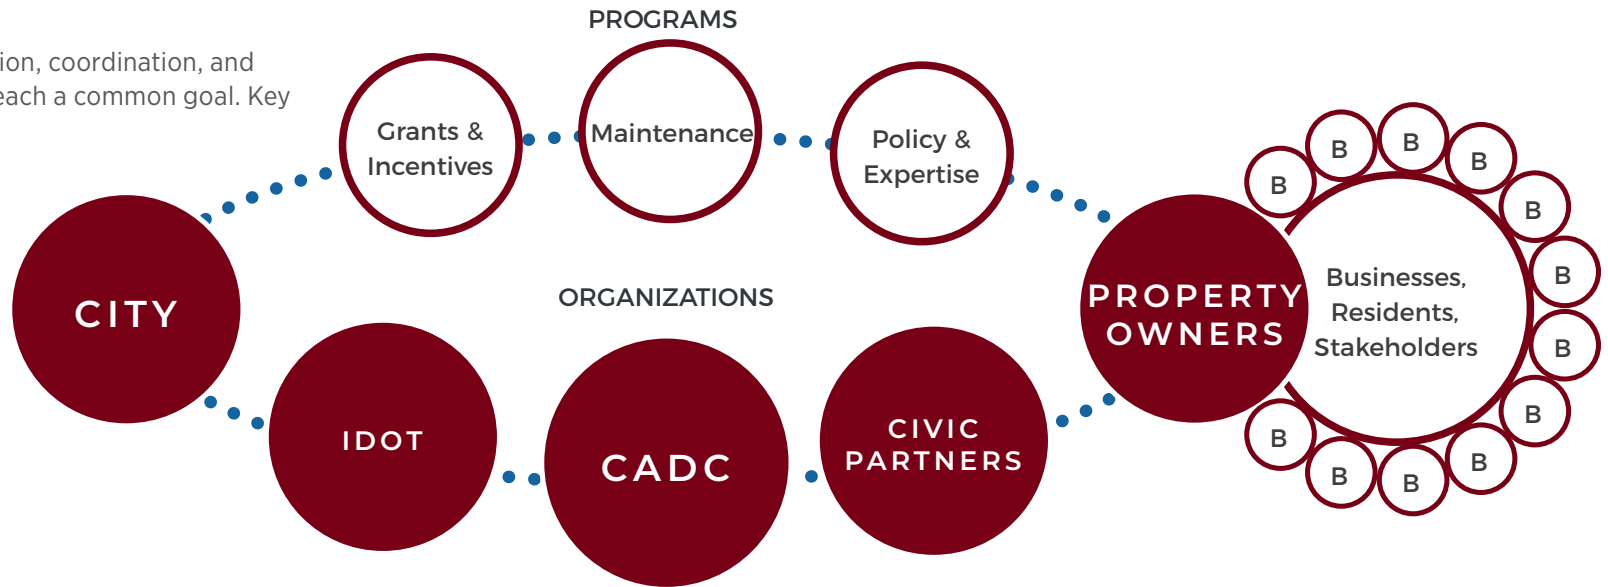 PROGRAMS
ion, coordination, and
each a common goal. Key
Grants &
Incentives
Maintenance
Policy &
Expertise
CITY
ORGANIZATIONS
IDOT
CADC
CIVIC
PARTNERS
PROPERTY
OWNERS
Businesses,
Residents,
Stakeholders
B
B
B
B
B
B
B
B
B
B
B
B